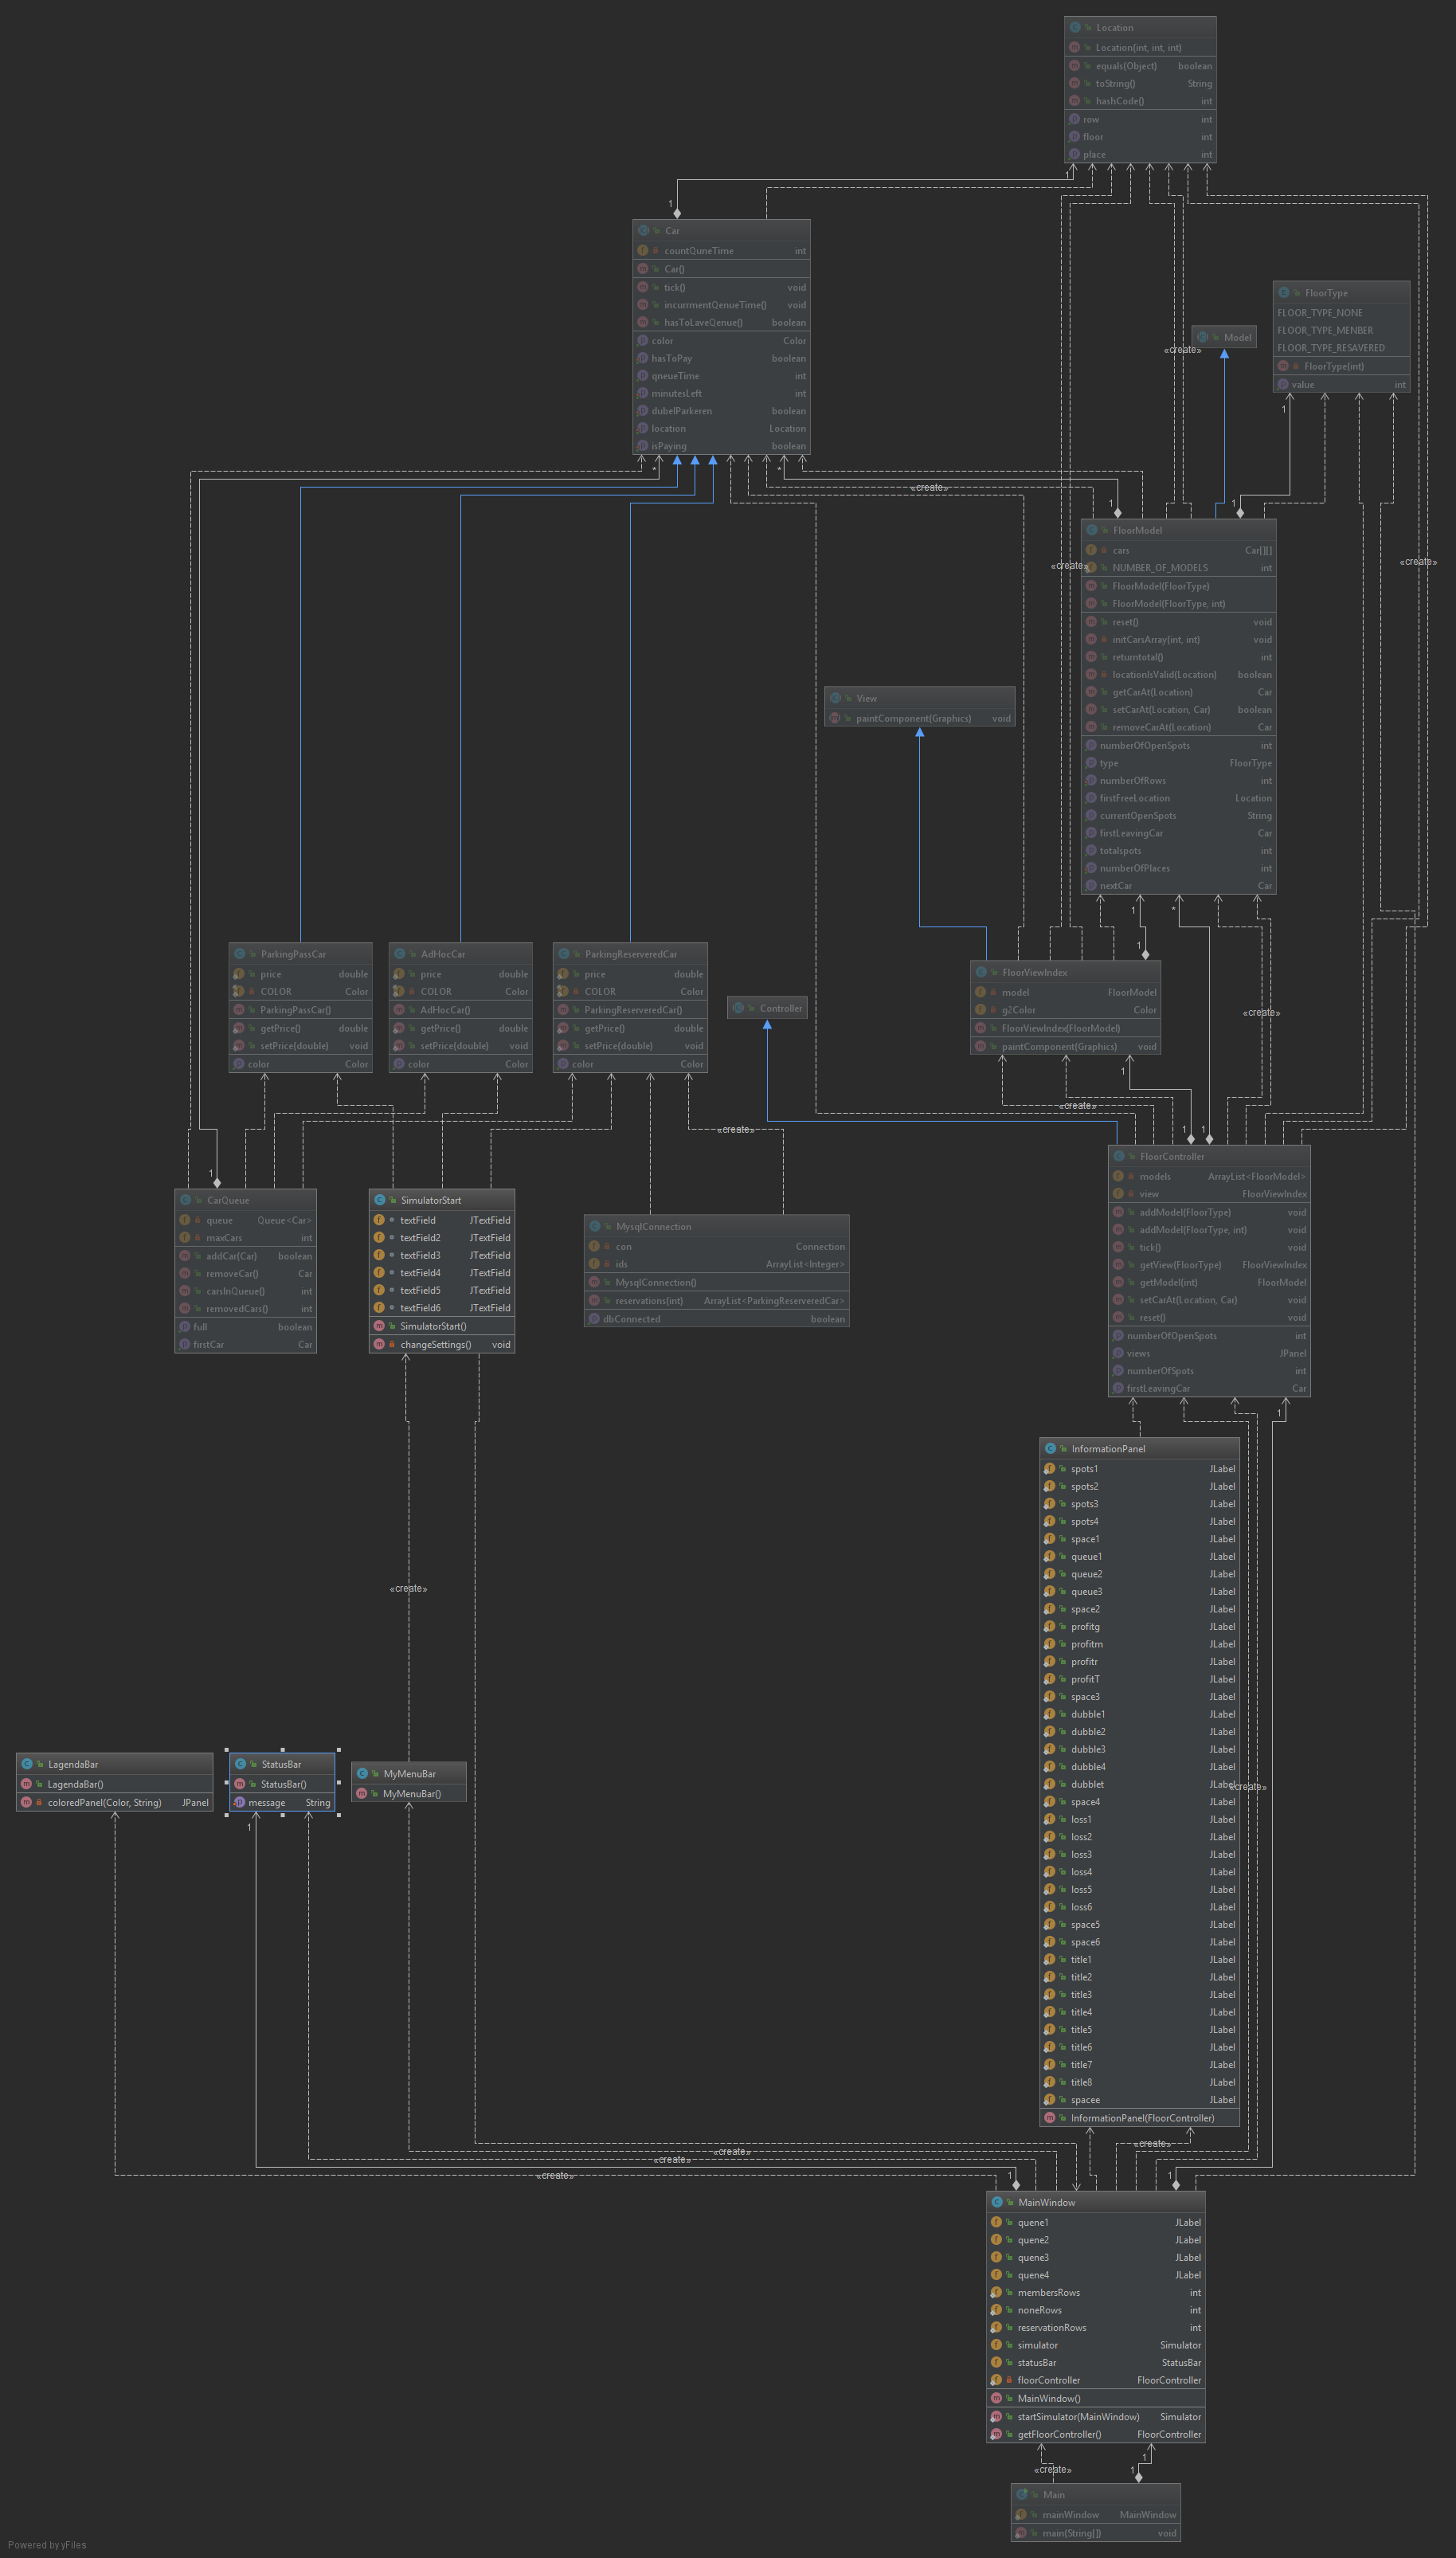 Location
Location(int, int, int)
equals(Object) boolean
toString() String
hashCode() int
row int
floor int
place int
1
1
Car
countQuneTime int
Car()
tick() void
incurrmentQenueTime() void
hasToLaveQenue() boolean
color Color
hasToPay boolean
qneueTime int
minutesLeft int
dubelParkeren boolean
location Location
isPaying boolean
FloorType
FLOOR_TYPE_NONE
FLOOR_TYPE_MENBER
FLOOR_TYPE_RESAVERED
FloorType(int)
value int
Model
«create»
1
*
*
«create»
1
1
FloorModel
cars Car[][]
NUMBER_OF_MODELS int
FloorModel(FloorType)
FloorModel(FloorType, int)
reset() void
initCarsArray(int, int) void
returntotal() int
locationIsValid(Location) boolean
getCarAt(Location) Car
setCarAt(Location, Car) boolean
removeCarAt(Location) Car
numberOfOpenSpots int
type FloorType
numberOfRows int
firstFreeLocation Location
currentOpenSpots String
firstLeavingCar Car
totalspots int
numberOfPlaces int
nextCar Car
«create»
«create»
View
paintComponent(Graphics) void
1
*
1
ParkingPassCar
price double
COLOR Color
ParkingPassCar()
getPrice() double
setPrice(double) void
color Color
AdHocCar
price double
COLOR Color
AdHocCar()
getPrice() double
setPrice(double) void
color Color
ParkingReserveredCar
price double
COLOR Color
ParkingReserveredCar()
getPrice() double
setPrice(double) void
color Color
Controller
FloorViewIndex
model FloorModel
g2Color Color
FloorViewIndex(FloorModel)
paintComponent(Graphics) void
«create»
1
«create»
«create»
1
1
1
FloorController
models ArrayList<FloorModel>
view FloorViewIndex
addModel(FloorType) void
addModel(FloorType, int) void
tick() void
getView(FloorType) FloorViewIndex
getModel(int) FloorModel
setCarAt(Location, Car) void
reset() void
numberOfOpenSpots int
views JPanel
numberOfSpots int
firstLeavingCar Car
CarQueue
queue Queue<Car>
maxCars int
addCar(Car) boolean
removeCar() Car
carsInQueue() int
removedCars() int
full boolean
firstCar Car
SimulatorStart
textField JTextField
textField2 JTextField
textField3 JTextField
textField4 JTextField
textField5 JTextField
textField6 JTextField
SimulatorStart()
changeSettings() void
MysqlConnection
con Connection
ids ArrayList<Integer>
MysqlConnection()
reservations(int) ArrayList<ParkingReserveredCar>
dbConnected boolean
1
InformationPanel
spots1 JLabel
spots2 JLabel
spots3 JLabel
spots4 JLabel
space1 JLabel
queue1 JLabel
queue2 JLabel
queue3 JLabel
space2 JLabel
profitg JLabel
profitm JLabel
profitr JLabel
profitT JLabel
space3 JLabel
dubble1 JLabel
dubble2 JLabel
dubble3 JLabel
dubble4 JLabel
dubblet JLabel
space4 JLabel
loss1 JLabel
loss2 JLabel
loss3 JLabel
loss4 JLabel
loss5 JLabel
loss6 JLabel
space5 JLabel
space6 JLabel
title1 JLabel
title2 JLabel
title3 JLabel
title4 JLabel
title5 JLabel
title6 JLabel
title7 JLabel
title8 JLabel
spacee JLabel
InformationPanel(FloorController)
«create»
«create»
LagendaBar
LagendaBar()
coloredPanel(Color, String) JPanel
StatusBar
StatusBar()
message String
MyMenuBar
MyMenuBar()
1
«create»
«create»
«create»
«create»
1
1
MainWindow
quene1 JLabel
quene2 JLabel
quene3 JLabel
quene4 JLabel
membersRows int
noneRows int
reservationRows int
simulator Simulator
statusBar StatusBar
floorController FloorController
MainWindow()
startSimulator(MainWindow) Simulator
getFloorController() FloorController
1
«create»
1
Main
mainWindow MainWindow
main(String[]) void
Powered by yFiles